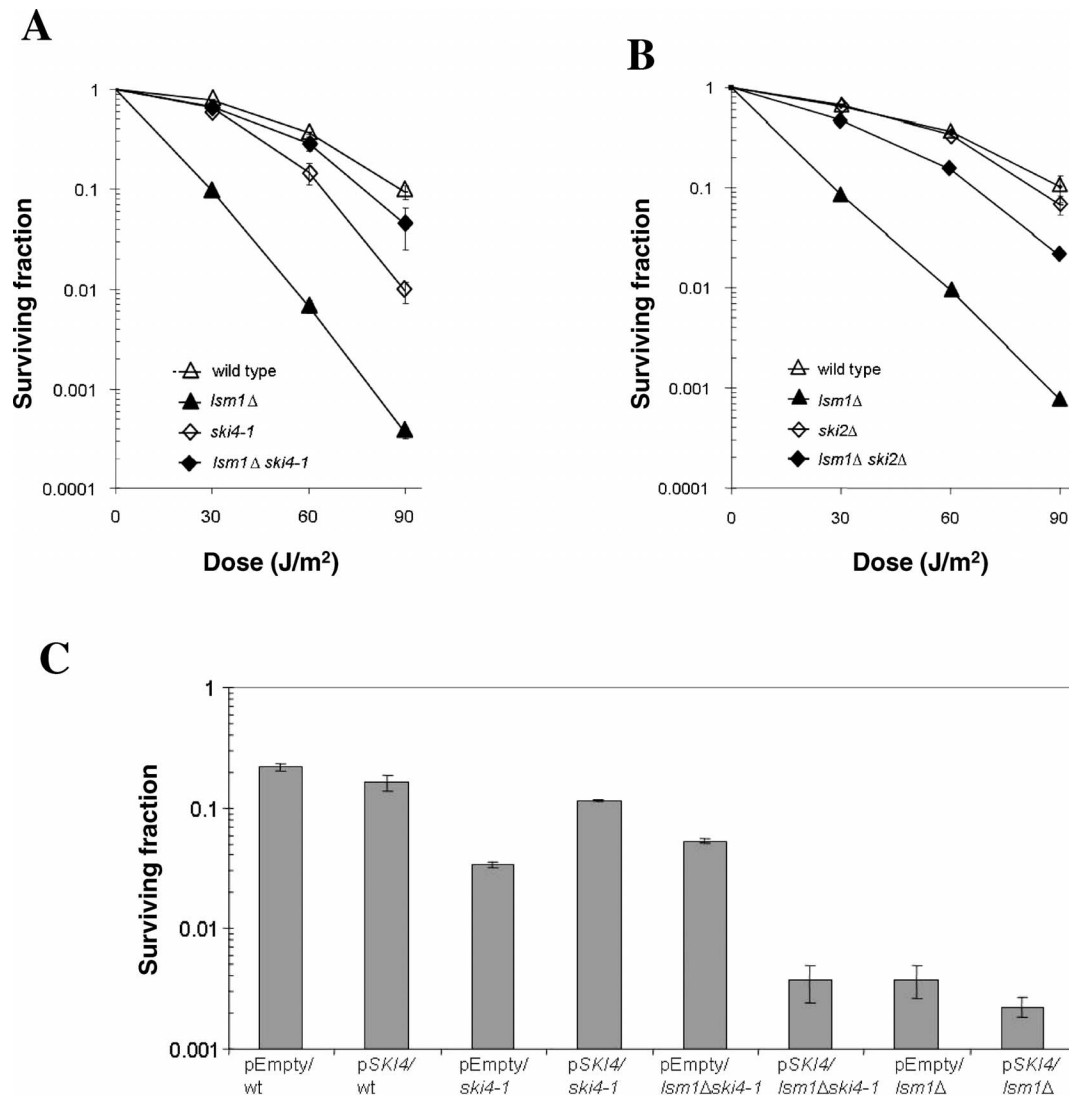 A
Surviving fraction
1
0.1
0.01
0.001
0.0001
wild type
lsm1Δ
ski4-1
lsm1Δ ski4-1
0 30 60 90
Dose (J/m²)
B
Surviving fraction
1
0.1
0.01
0.001
0.0001
wild type
lsm1Δ
ski2Δ
lsm1Δ ski2Δ
0 30 60 90
Dose (J/m²)
C
Surviving fraction
1
0.1
0.01
0.001
pEmpty/
wt
pSKI4/
wt
pEmpty/
ski4-1
pSKI4/
ski4-1
pEmpty/
lsm1Δski4-1
pSKI4/
lsm1Δski4-1
pEmpty/
lsm1Δ
pSKI4/
lsm1Δ